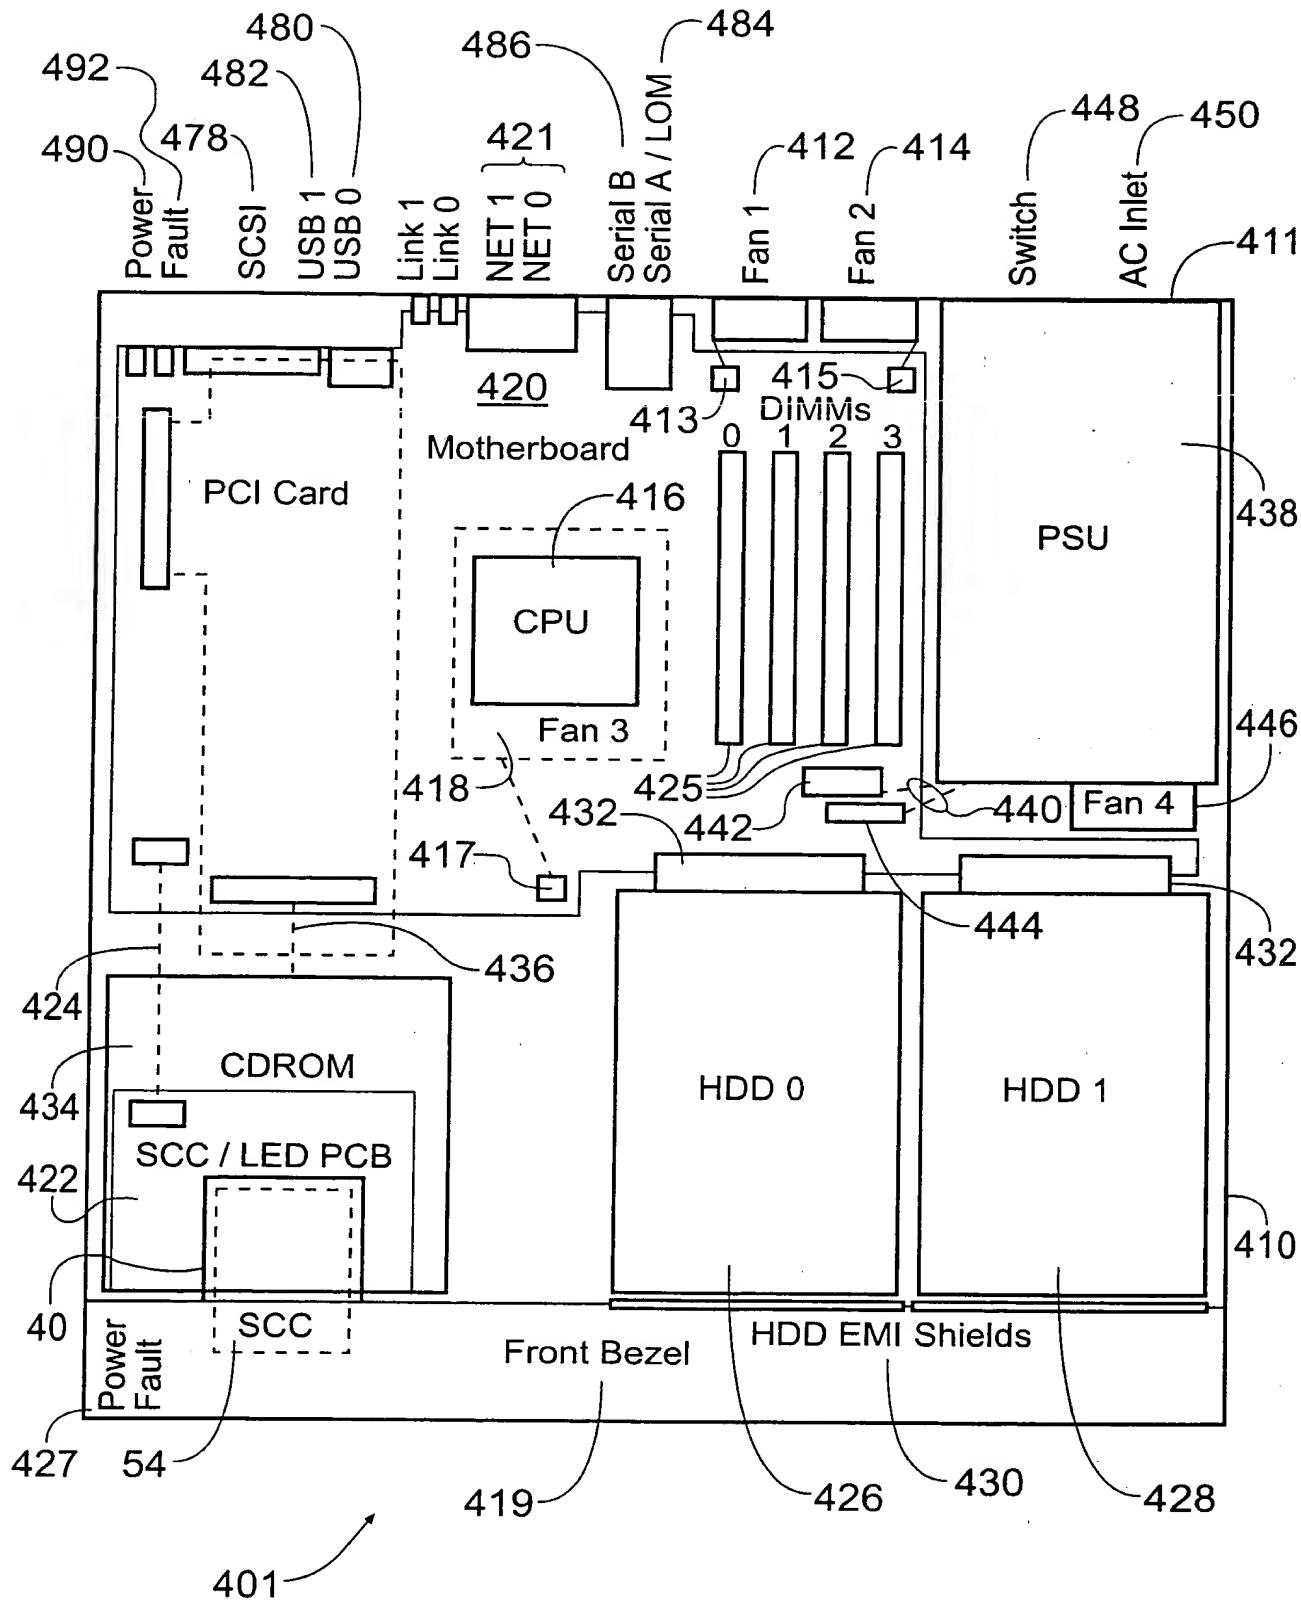 480
484
486
492
482
448
450
490
478
421
412
414
Power
Fault
SCSI
USB 1
USB 0
Link 1
Link 0
NET 1
NET 0
Serial B
Serial A / LOM
Fan 1
Fan 2
Switch
AC Inlet
411
420
415
413
DIMMs
0 1 2 3
Motherboard
PCI Card
416
438
PSU
CPU
Fan 3
446
418
425
432
442
440
Fan 4
417
444
432
436
424
CDROM
434
HDD 0
HDD 1
SCC / LED PCB
422
410
40
SCC
HDD EMI Shields
Front Bezel
Power
Fault
427
54
419
426
430
428
401